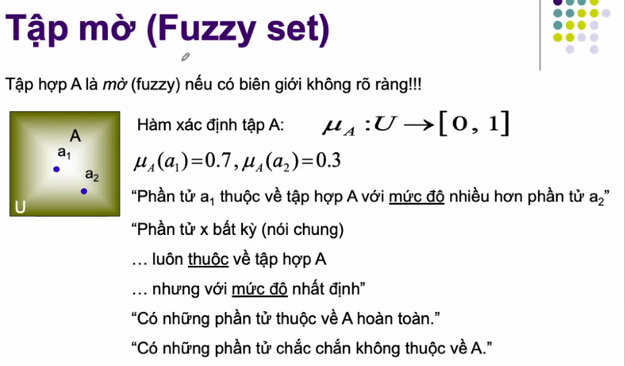 Tập mờ (Fuzzy set)
Tập hợp A là mờ (fuzzy) nếu có biên giới không rõ ràng!!!
A
a₁
a₂
U
Hàm xác định tập A: μ_A : U → [0, 1]
μ_A(a₁)=0.7, μ_A(a₂)=0.3
“Phần tử a₁ thuộc về tập hợp A với mức độ nhiều hơn phần tử a₂”
“Phần tử x bất kỳ (nói chung)
… luôn thuộc về tập hợp A
… nhưng với mức độ nhất định”
“Có những phần tử thuộc về A hoàn toàn.”
“Có những phần tử chắc chắn không thuộc về A.”